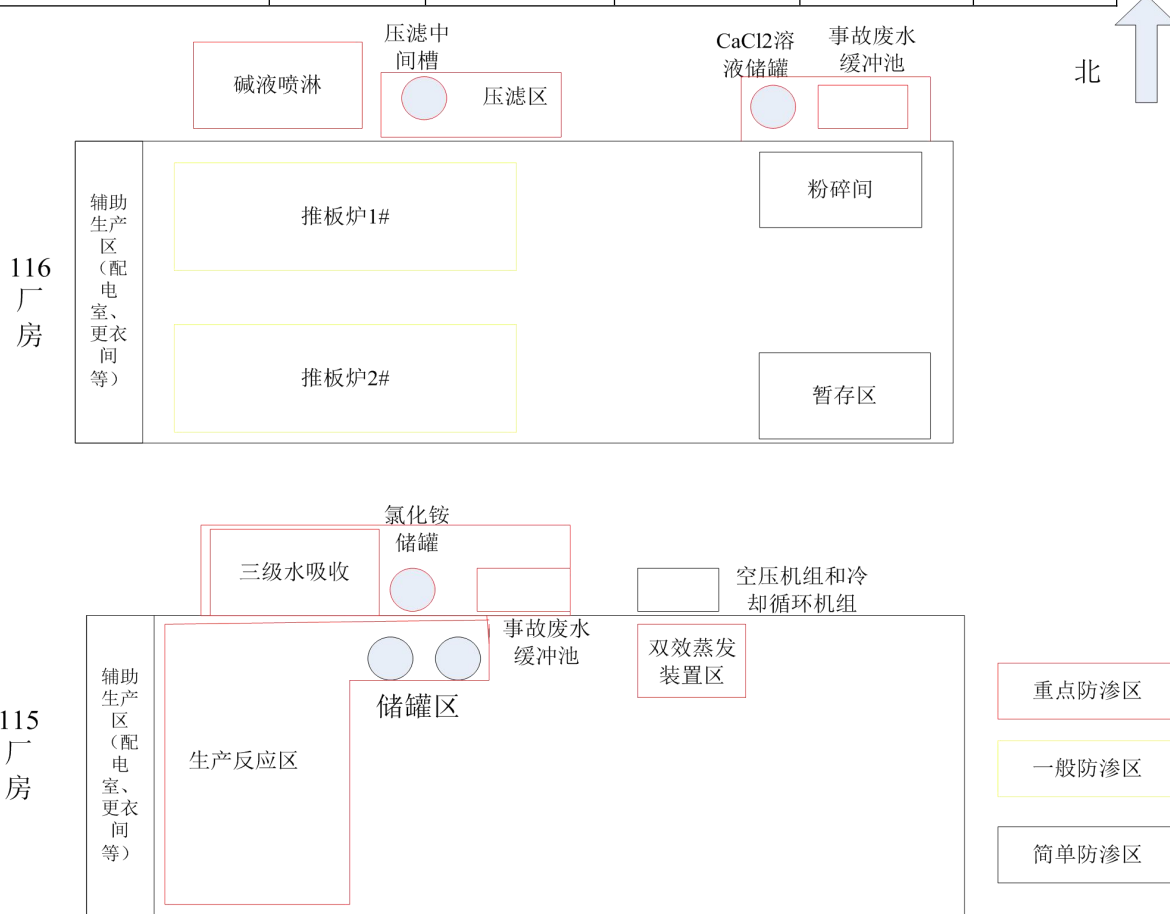 压滤中
间槽
CaCl2溶
液储罐
事故废水
缓冲池
北
碱液喷淋
压滤区
116
厂
房
辅助
生产
区
（配
电
室、
更衣
间
等）
推板炉1#
粉碎间
推板炉2#
暂存区
氯化铵
储罐
三级水吸收
空压机组和冷
却循环机组
事故废水
缓冲池
双效蒸发
装置区
储罐区
115
厂
房
辅助
生产
区
（配
电
室、
更衣
间
等）
生产反应区
重点防渗区
一般防渗区
简单防渗区